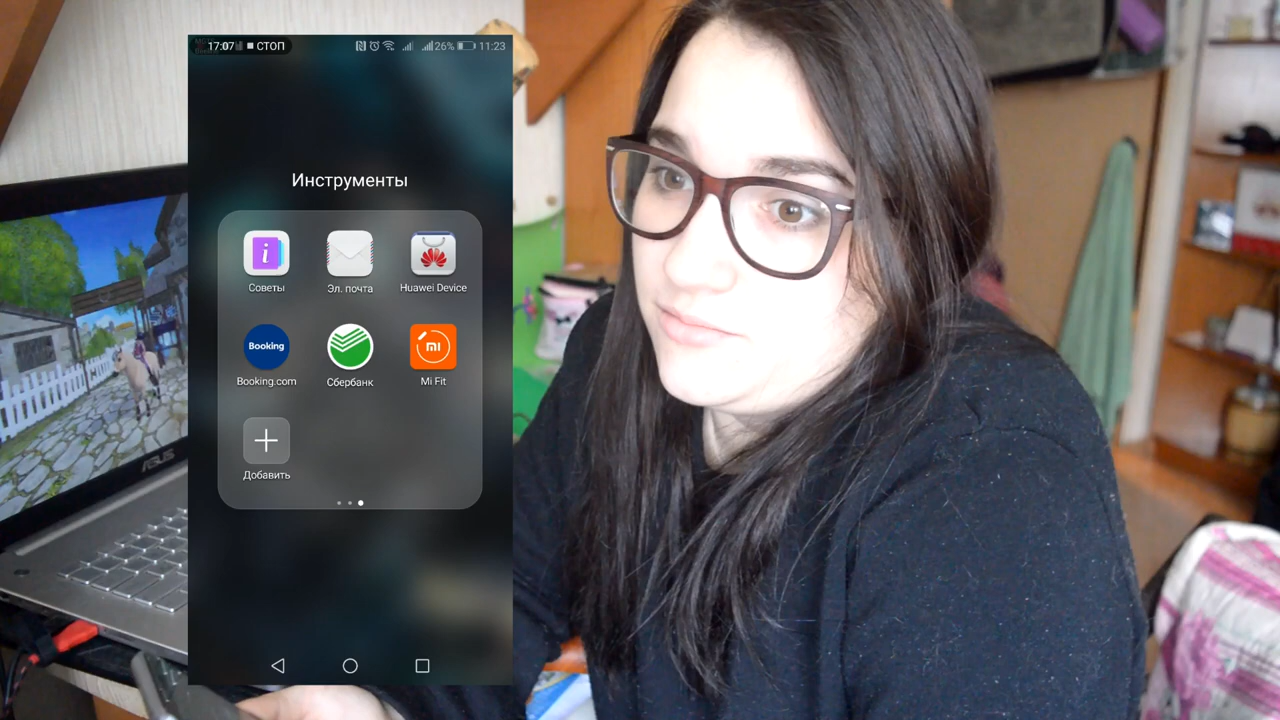 17:07 ■ СТОП 26% 11:23
Инструменты
Советы
Эл. почта
Huawei Device
Booking
mi
Booking.com
Сбербанк
Mi Fit
Добавить
ASUS